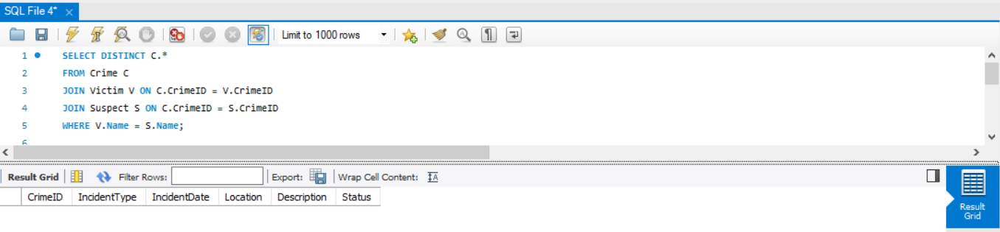 SQL File 4*
Limit to 1000 rows
1 SELECT DISTINCT C.*
2 FROM Crime C
3 JOIN Victim V ON C.CrimeID = V.CrimeID
4 JOIN Suspect S ON C.CrimeID = S.CrimeID
5 WHERE V.Name = S.Name;
6
Result Grid Filter Rows: Export: Wrap Cell Content:
CrimeID IncidentType IncidentDate Location Description Status
Result
Grid